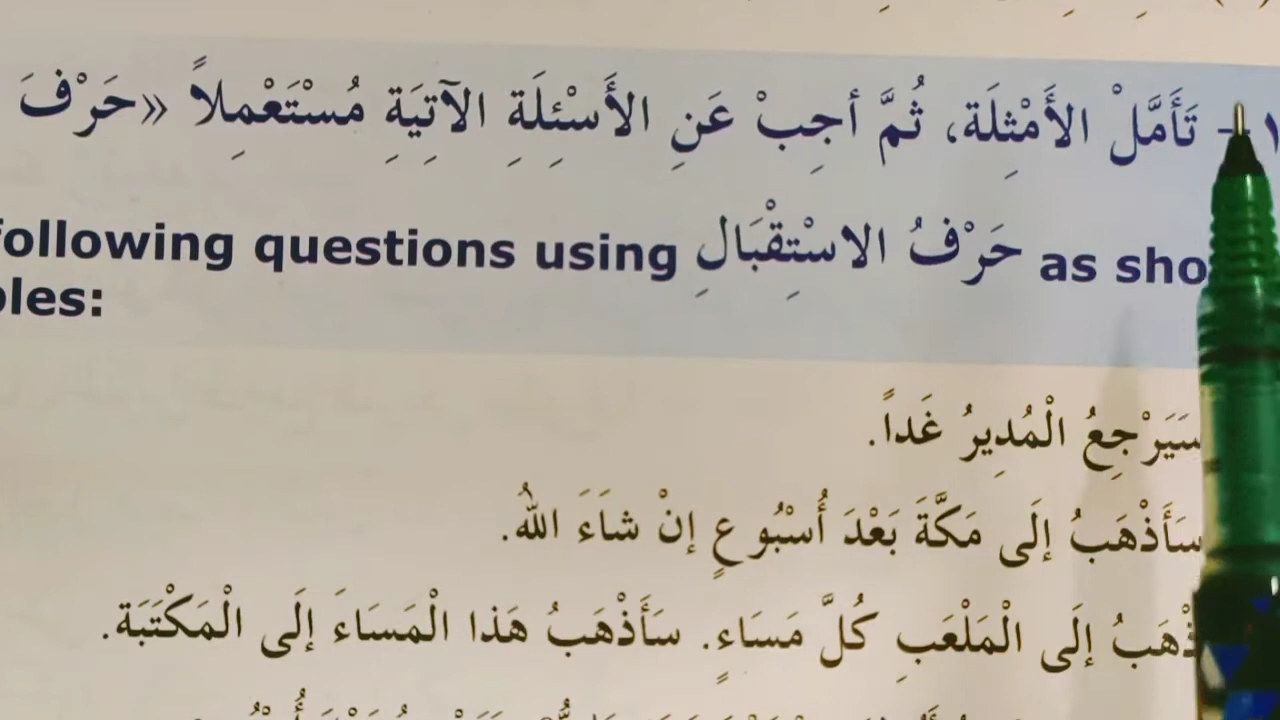 ١- تَأَمَّلْ الأَمْثِلَةَ، ثُمَّ أجِبْ عَنِ الأَسْئِلَةِ الآتِيَةِ مُسْتَعْمِلاً «حَرْفَ
following questions using حَرْفُ الاسْتِقْبَالِ as sho
ples:
سَيَرْجِعُ الْمُدِيرُ غَداً.
سَأَذْهَبُ إلَى مَكَّةَ بَعْدَ أُسْبُوعٍ إنْ شَاءَ اللهُ.
ذْهَبُ إلَى الْمَلْعَبِ كُلَّ مَسَاءٍ. سَأَذْهَبُ هَذا الْمَسَاءَ إلَى الْمَكْتَبَة.